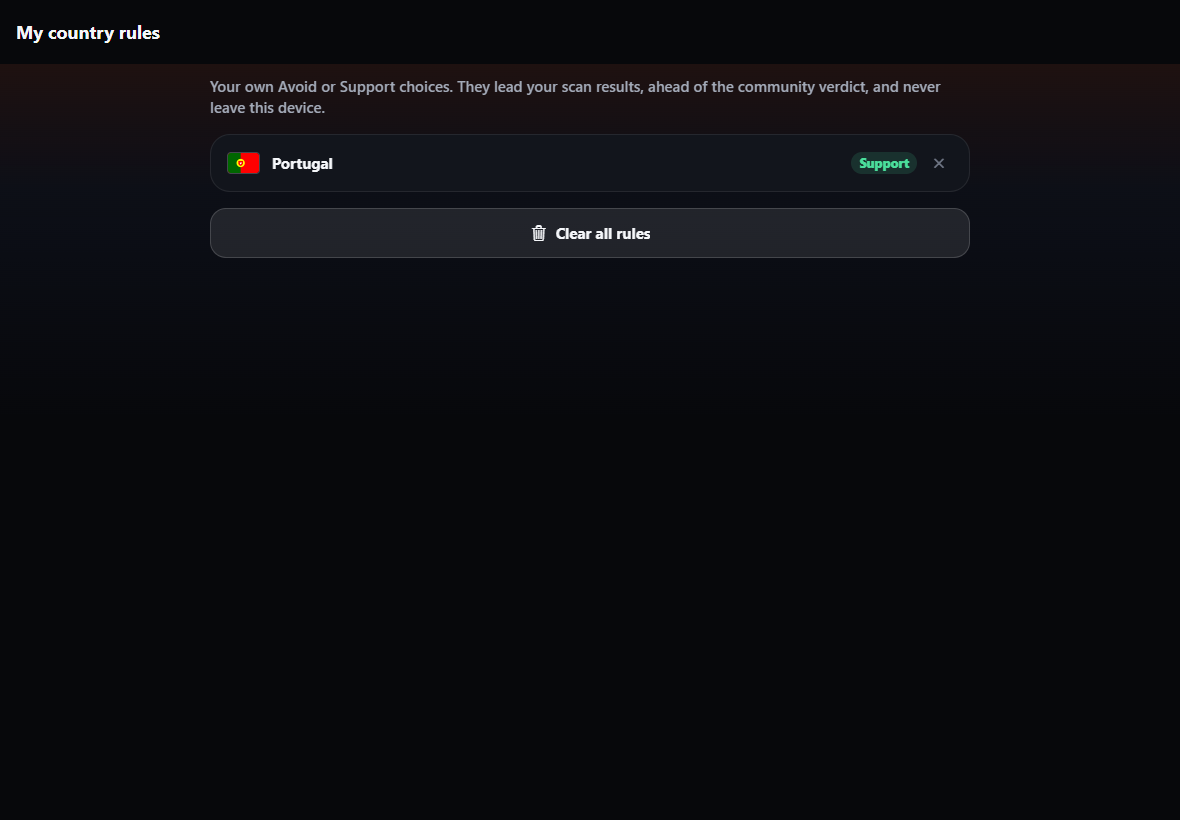 My country rules
Your own Avoid or Support choices. They lead your scan results, ahead of the community verdict, and never
leave this device.
Portugal
Support
Clear all rules